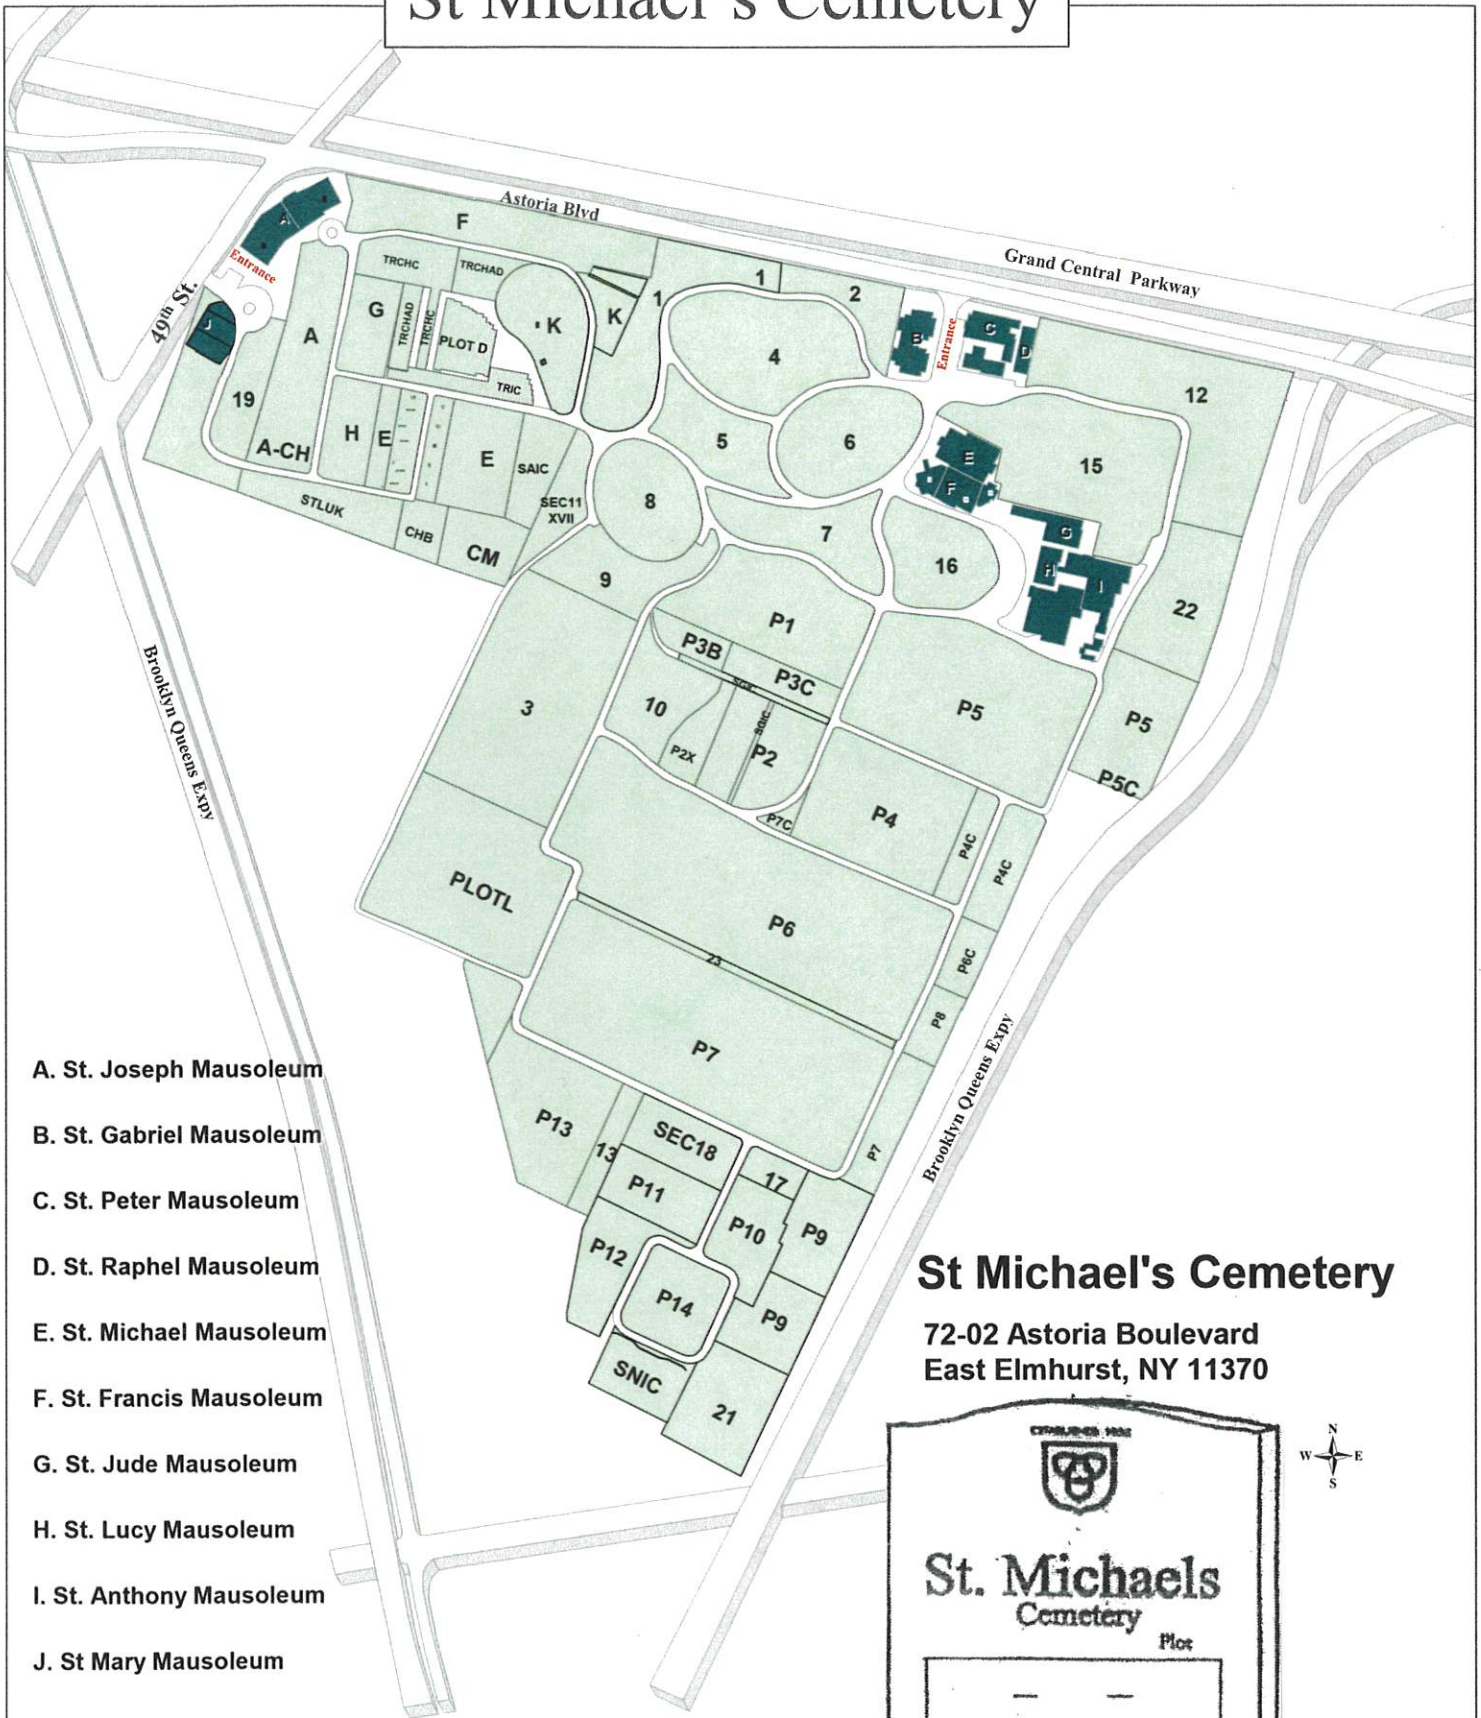 St Michael's Cemetery
Astoria Blvd
Grand Central Parkway
49th St.
Entrance
Entrance
Brooklyn Queens Expy
Brooklyn Queens Expy
A
J
F
TRCHC
TRCHAD
G
TRCHAD
TRCHC
PLOT D
K
K
1
1
2
B
C
D
A
4
12
TRIC
19
A-CH
H
E
E
SAIC
SEC11
XVII
5
6
E
F
15
STLUK
CHB
CM
8
7
G
9
16
H
I
22
P1
P3B
P3C
SGIC
SGIC
3
10
P2X
P2
P5
P5
P5C
P7C
P4
P4C
P4C
PLOTL
P6
P6C
23
P8
P7
P7
P13
13
SEC18
P11
17
P10
P9
P12
P14
P9
SNIC
21
A. St. Joseph Mausoleum
B. St. Gabriel Mausoleum
C. St. Peter Mausoleum
D. St. Raphel Mausoleum
E. St. Michael Mausoleum
F. St. Francis Mausoleum
G. St. Jude Mausoleum
H. St. Lucy Mausoleum
I. St. Anthony Mausoleum
J. St Mary Mausoleum
St Michael's Cemetery
72-02 Astoria Boulevard
East Elmhurst, NY 11370
N
W E
S
ESTABLISHED
St. Michaels
Cemetery
Plot